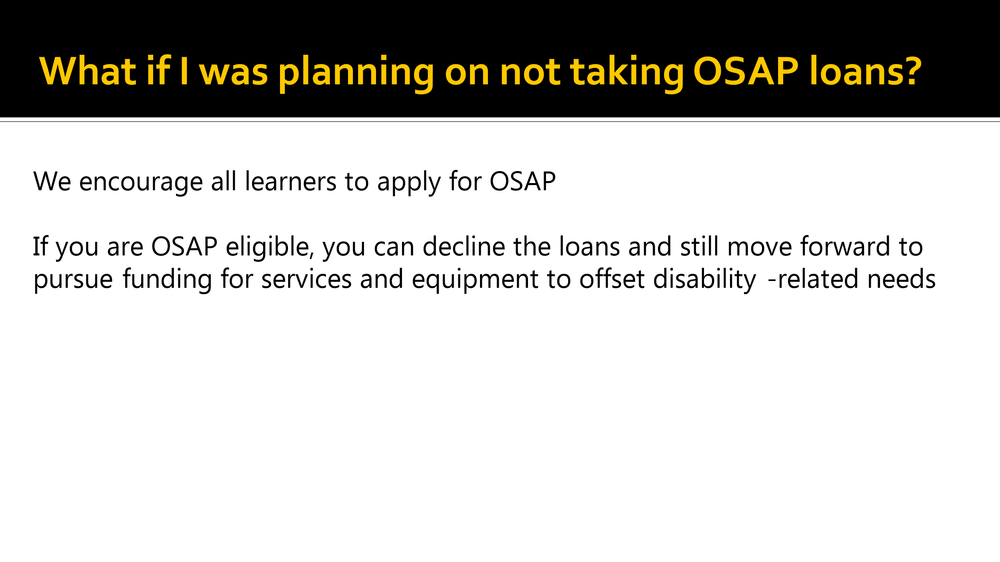 What if I was planning on not taking OSAP loans?
We encourage all learners to apply for OSAP
If you are OSAP eligible, you can decline the loans and still move forward to
pursue funding for services and equipment to offset disability -related needs